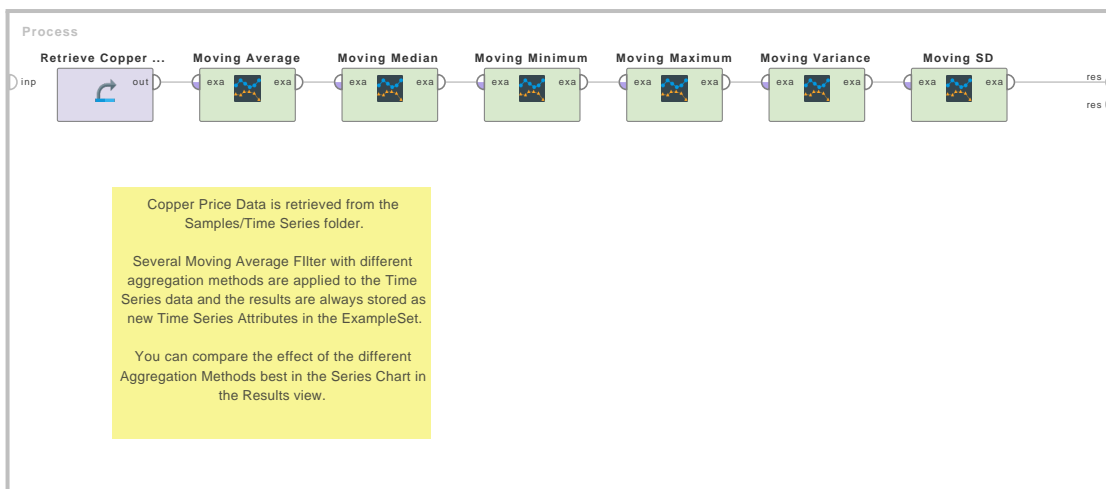 Process
Retrieve Copper ...
Moving Average
Moving Median
Moving Minimum
Moving Maximum
Moving Variance
Moving SD
inp
out
exa exa
exa exa
exa exa
exa exa
exa exa
exa exa
res
res
Copper Price Data is retrieved from the
Samples/Time Series folder.
Several Moving Average FIlter with different
aggregation methods are applied to the Time
Series data and the results are always stored as
new Time Series Attributes in the ExampleSet.
You can compare the effect of the different
Aggregation Methods best in the Series Chart in
the Results view.